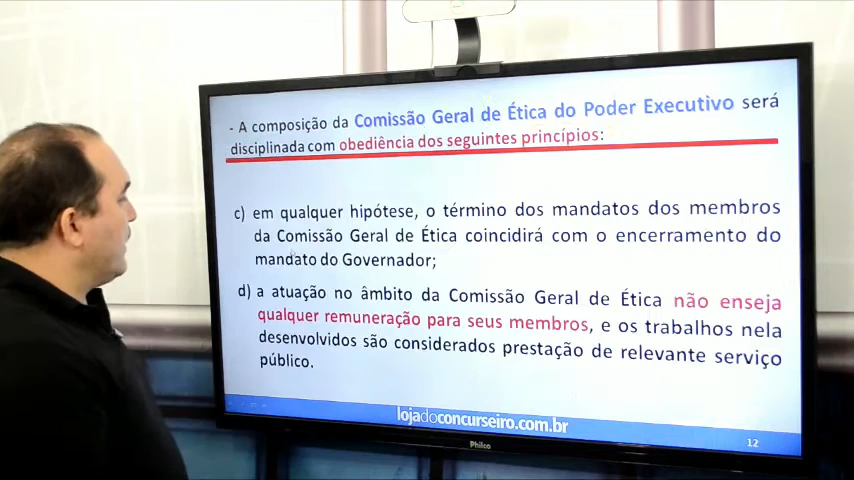 - A composição da Comissão Geral de Ética do Poder Executivo será
disciplinada com obediência dos seguintes princípios:
c) em qualquer hipótese, o término dos mandatos dos membros
da Comissão Geral de Ética coincidirá com o encerramento do
mandato do Governador;
d) a atuação no âmbito da Comissão Geral de Ética não enseja
qualquer remuneração para seus membros, e os trabalhos nela
desenvolvidos são considerados prestação de relevante serviço
público.
lojadoconcurseiro.com.br
12
Philco